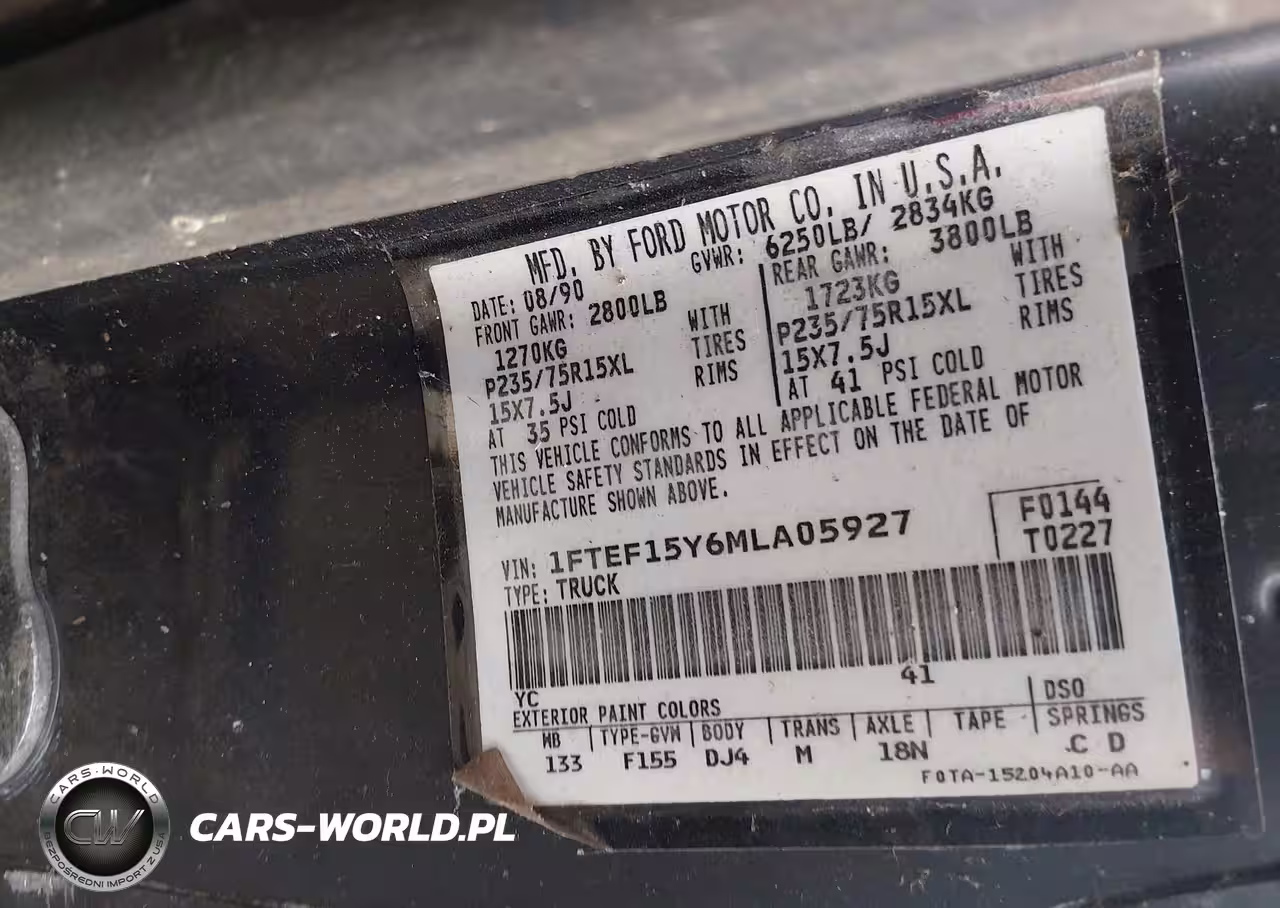 MFD. BY FORD MOTOR CO. IN U.S.A.
DATE: 08/90 GVWR: 6250LB/ 2834KG
FRONT GAWR: 2800LB
1270KG WITH
P235/75R15XL TIRES
15X7.5J RIMS
AT 35 PSI COLD
REAR GAWR: 3800LB
1723KG WITH
P235/75R15XL TIRES
15X7.5J RIMS
AT 41 PSI COLD
THIS VEHICLE CONFORMS TO ALL APPLICABLE FEDERAL MOTOR
VEHICLE SAFETY STANDARDS IN EFFECT ON THE DATE OF
MANUFACTURE SHOWN ABOVE.
VIN: 1FTEF15Y6MLA05927
F0144
T0227
TYPE: TRUCK
YC 41
EXTERIOR PAINT COLORS DSO
WB TYPE-GVW BODY TRANS AXLE TAPE SPRINGS
133 F155 DJ4 M 18N C D
F0TA-15204A10-AA
CARS-WORLD
CW
BEZPOŚREDNI IMPORT Z USA
CARS-WORLD.PL